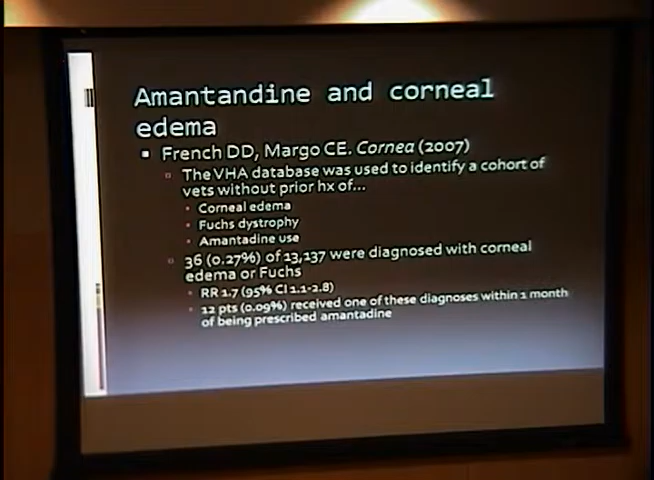 Amantandine and corneal
edema
French DD, Margo CE. Cornea (2007)
The VHA database was used to identify a cohort of
vets without prior hx of...
Corneal edema
Fuchs dystrophy
Amantadine use
36 (0.27%) of 13,137 were diagnosed with corneal
edema or Fuchs
RR 1.7 (95% CI 1.1-2.8)
12 pts (0.09%) received one of these diagnoses within 1 month
of being prescribed amantadine